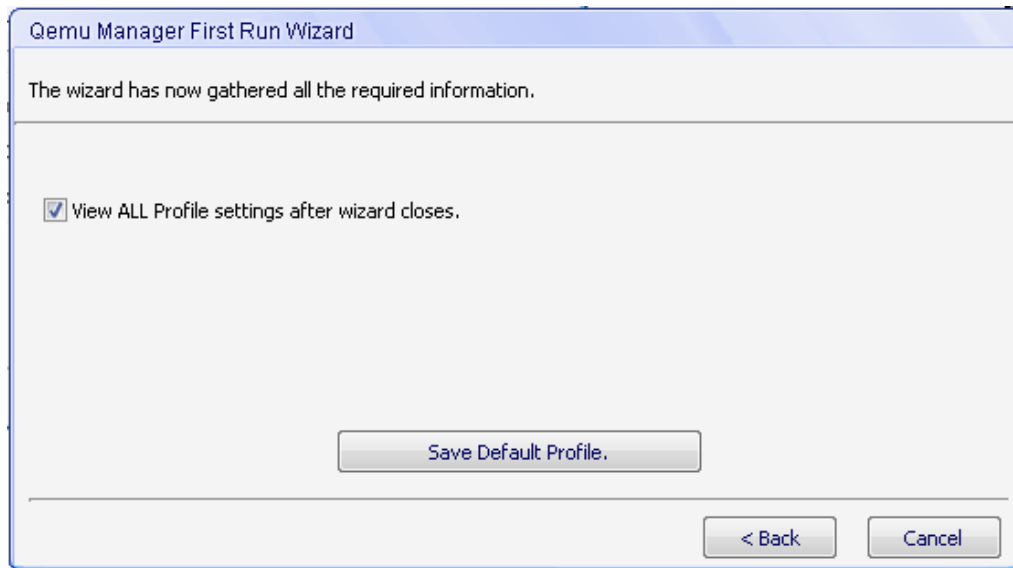 Qemu Manager First Run Wizard
The wizard has now gathered all the required information.
View ALL Profile settings after wizard closes.
Save Default Profile.
< Back
Cancel